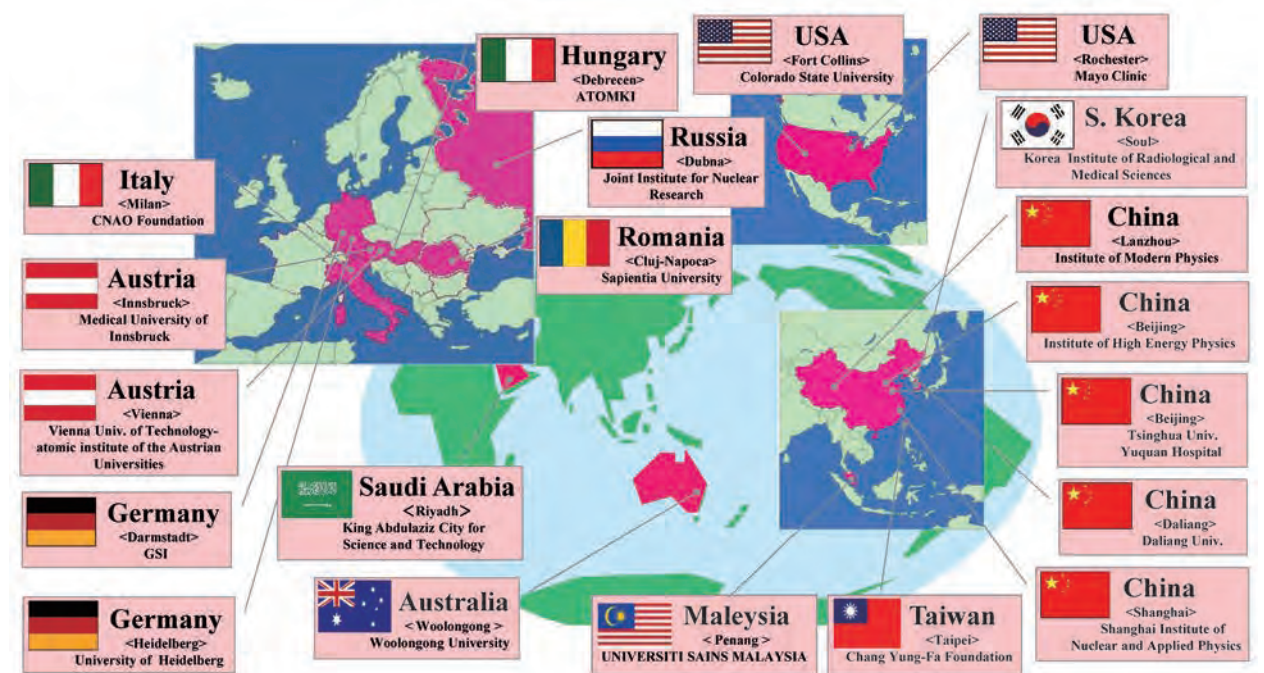 Hungary
<Debrecen>
ATOMKI
USA
<Fort Collins>
Colorado State University
USA
<Rochester>
Mayo Clinic
Russia
<Dubna>
Joint Institute for Nuclear
Research
S. Korea
<Soul>
Korea Institute of Radiological and
Medical Sciences
Italy
<Milan>
CNAO Foundation
Romania
<Cluj-Napoca>
Sapientia University
China
<Lanzhou>
Institute of Modern Physics
Austria
<Innsbruck>
Medical University of
Innsbruck
China
<Beijing>
Institute of High Energy Physics
Austria
<Vienna>
Vienna Univ. of Technology-
atomic institute of the Austrian
Universities
China
<Beijing>
Tsinghua Univ.
Yuquan Hospital
Saudi Arabia
<Riyadh>
King Abdulaziz City for
Science and Technology
Germany
<Darmstadt>
GSI
China
<Daliang>
Daliang Univ.
Australia
<Woolongong>
Woolongong University
Germany
<Heidelberg>
University of Heidelberg
Maleysia
< Penang >
UNIVERSITI SAINS MALAYSIA
Taiwan
<Taipei>
Chang Yung-Fa Foundation
China
<Shanghai>
Shanghai Institute of
Nuclear and Applied Physics